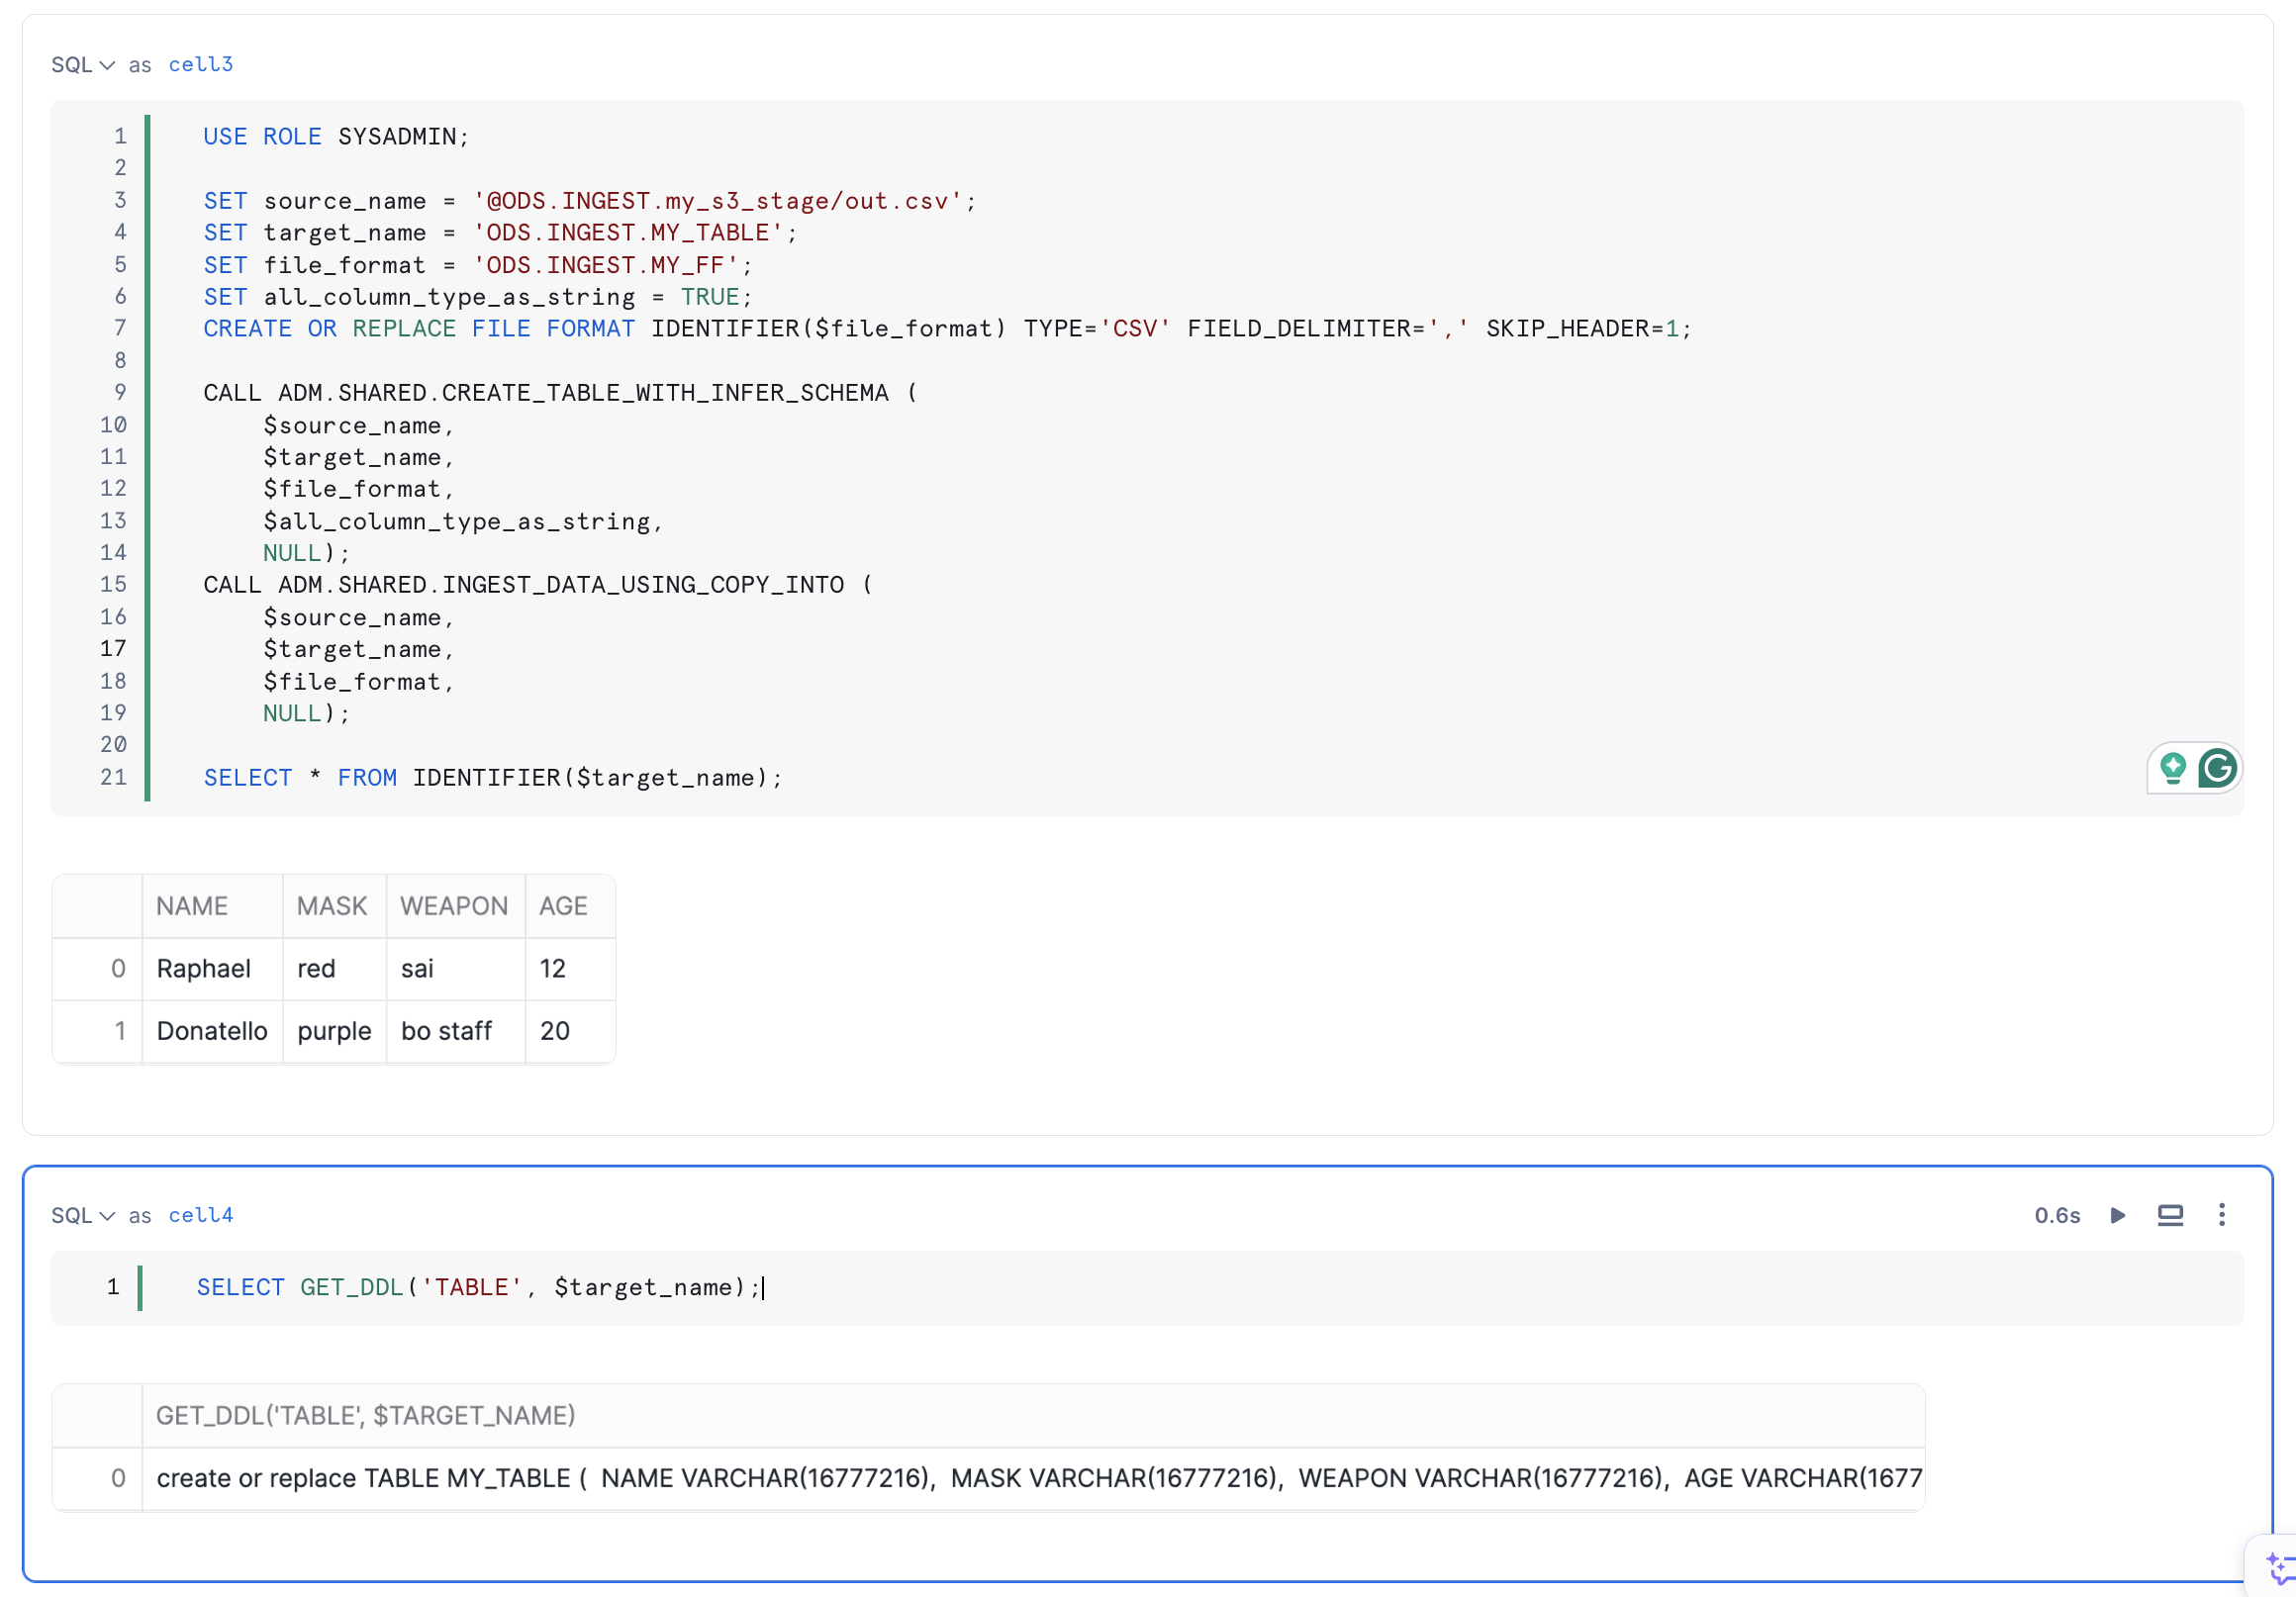 SQL as cell3
1 USE ROLE SYSADMIN;
2
3 SET source_name = '@ODS.INGEST.my_s3_stage/out.csv';
4 SET target_name = 'ODS.INGEST.MY_TABLE';
5 SET file_format = 'ODS.INGEST.MY_FF';
6 SET all_column_type_as_string = TRUE;
7 CREATE OR REPLACE FILE FORMAT IDENTIFIER($file_format) TYPE='CSV' FIELD_DELIMITER=',' SKIP_HEADER=1;
8
9 CALL ADM.SHARED.CREATE_TABLE_WITH_INFER_SCHEMA (
10 $source_name,
11 $target_name,
12 $file_format,
13 $all_column_type_as_string,
14 NULL);
15 CALL ADM.SHARED.INGEST_DATA_USING_COPY_INTO (
16 $source_name,
17 $target_name,
18 $file_format,
19 NULL);
20
21 SELECT * FROM IDENTIFIER($target_name);
NAME MASK WEAPON AGE
0 Raphael red sai 12
1 Donatello purple bo staff 20
SQL as cell4 0.6s
1 SELECT GET_DDL('TABLE', $target_name);
GET_DDL('TABLE', $TARGET_NAME)
0 create or replace TABLE MY_TABLE ( NAME VARCHAR(16777216), MASK VARCHAR(16777216), WEAPON VARCHAR(16777216), AGE VARCHAR(1677